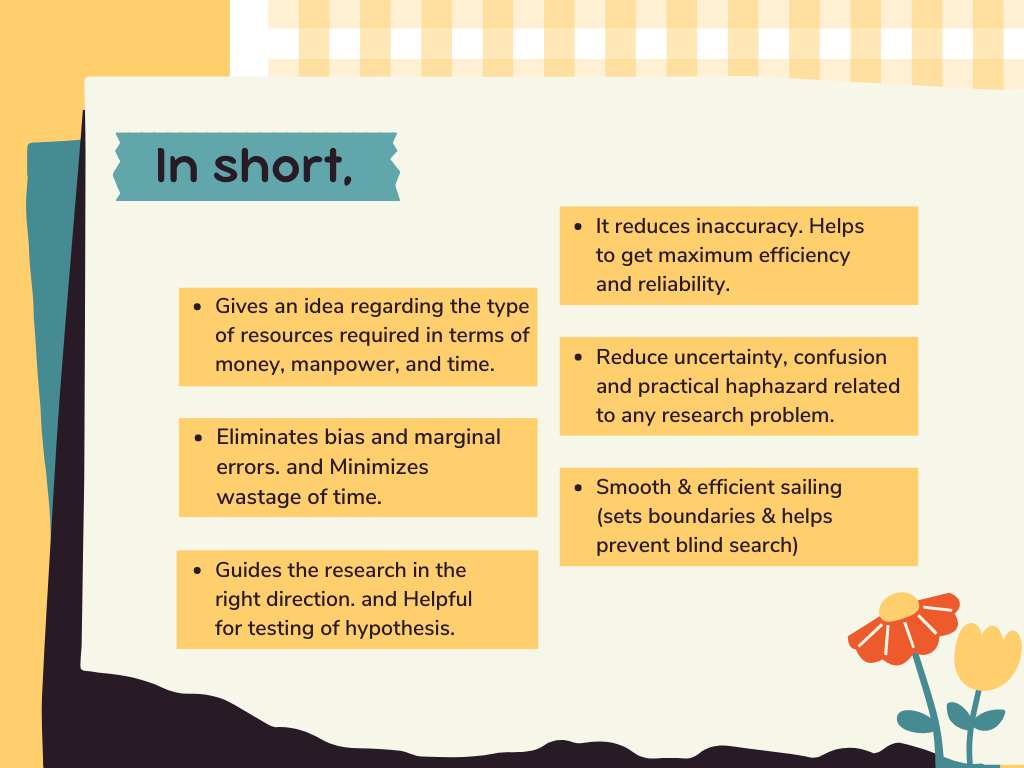 In short,
• Gives an idea regarding the type
of resources required in terms of
money, manpower, and time.
• Eliminates bias and marginal
errors. and Minimizes
wastage of time.
• Guides the research in the
right direction. and Helpful
for testing of hypothesis.
• It reduces inaccuracy. Helps
to get maximum efficiency
and reliability.
• Reduce uncertainty, confusion
and practical haphazard related
to any research problem.
• Smooth & efficient sailing
(sets boundaries & helps
prevent blind search)